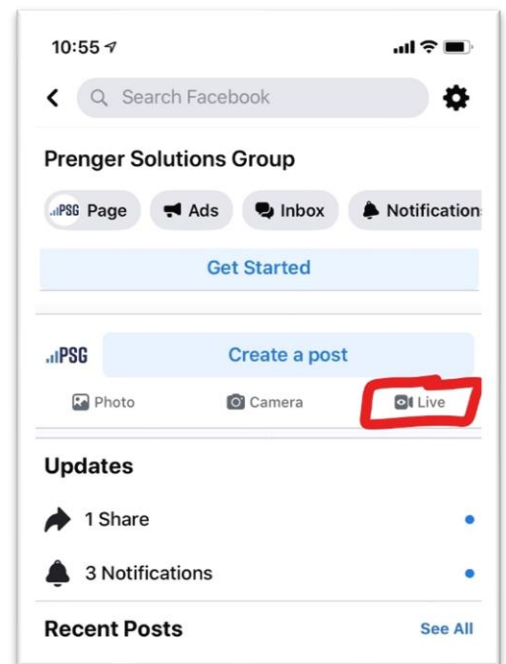 10:55
Search Facebook
Prenger Solutions Group
PSG Page Ads Inbox Notification
Get Started
PSG Create a post
Photo Camera Live
Updates
1 Share
3 Notifications
Recent Posts See All